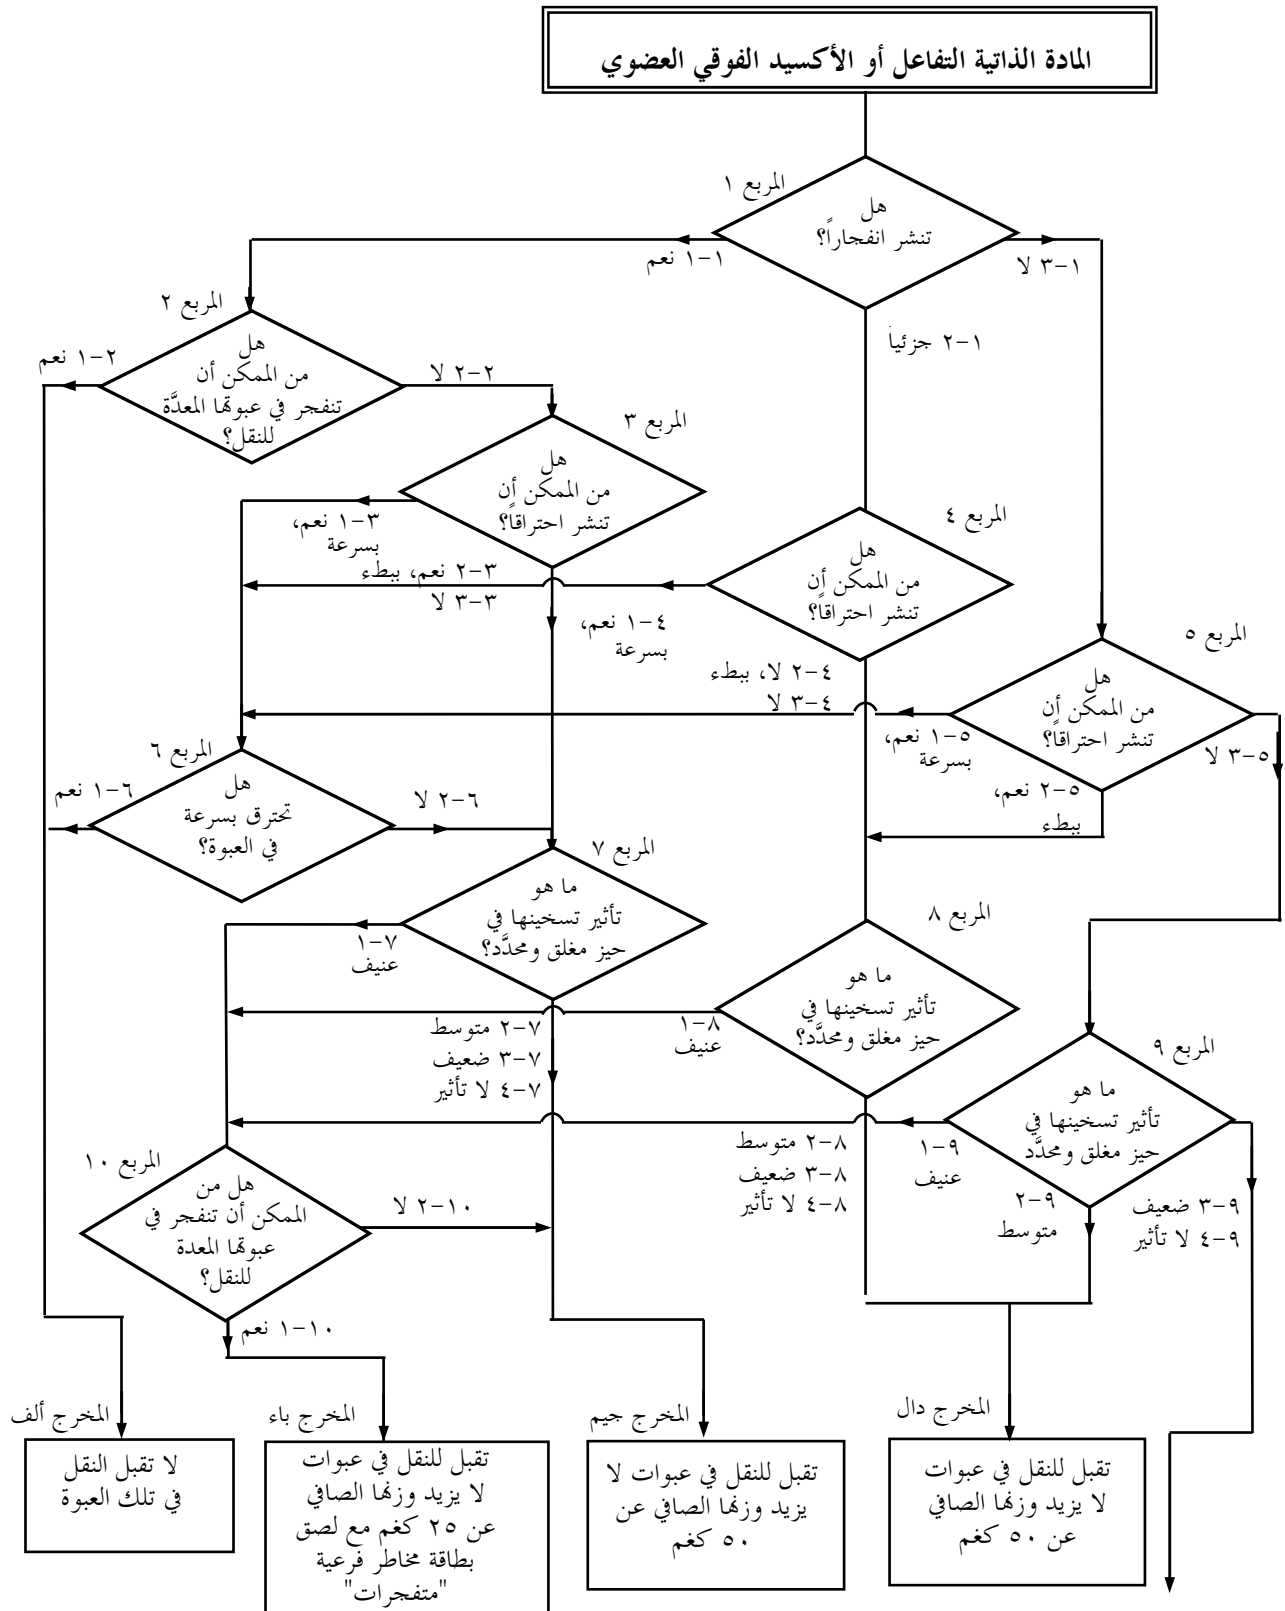 المادة الذاتية التفاعل أو الأكسيد الفوقي العضوي
المربع ١
هل
تنشر انفجاراً؟
١-١ نعم
١-٣ لا
١-٢ جزئياً
المربع ٢
هل
من الممكن أن
تنفجر في عبوتها المعدَّة
للنقل؟
٢-١ نعم
٢-٢ لا
المربع ٣
هل
من الممكن أن
تنشر احتراقاً؟
٣-١ نعم،
بسرعة
٣-٢ نعم، ببطء
٣-٣ لا
المربع ٤
هل
من الممكن أن
تنشر احتراقاً؟
٤-١ نعم،
بسرعة
٤-٢ لا، ببطء
٤-٣ لا
المربع ٥
هل
من الممكن أن
تنشر احتراقاً؟
٥-١ نعم،
بسرعة
٥-٢ نعم،
ببطء
٥-٣ لا
المربع ٦
هل
تحترق بسرعة
في العبوة؟
٦-١ نعم
٦-٢ لا
المربع ٧
ما هو
تأثير تسخينها في
حيز مغلق ومحدَّد؟
٧-١
عنيف
٧-٢ متوسط
٧-٣ ضعيف
٧-٤ لا تأثير
المربع ٨
ما هو
تأثير تسخينها في
حيز مغلق ومحدَّد؟
٨-١
عنيف
٨-٢ متوسط
٨-٣ ضعيف
٨-٤ لا تأثير
المربع ٩
ما هو
تأثير تسخينها في
حيز مغلق ومحدَّد
٩-١
عنيف
٩-٢
متوسط
٩-٣ ضعيف
٩-٤ لا تأثير
المربع ١٠
هل من
الممكن أن تنفجر في
عبوتها المعدة
للنقل؟
١٠-٢ لا
١٠-١ نعم
المخرج ألف
لا تقبل النقل
في تلك العبوة
المخرج باء
تقبل للنقل في عبوات
لا يزيد وزنها الصافي
عن ٢٥ كغم مع لصق
بطاقة مخاطر فرعية
"متفجرات"
المخرج جيم
تقبل للنقل في عبوات لا
يزيد وزنها الصافي عن
٥٠ كغم
المخرج دال
تقبل للنقل في عبوات
لا يزيد وزنها الصافي
عن ٥٠ كغم